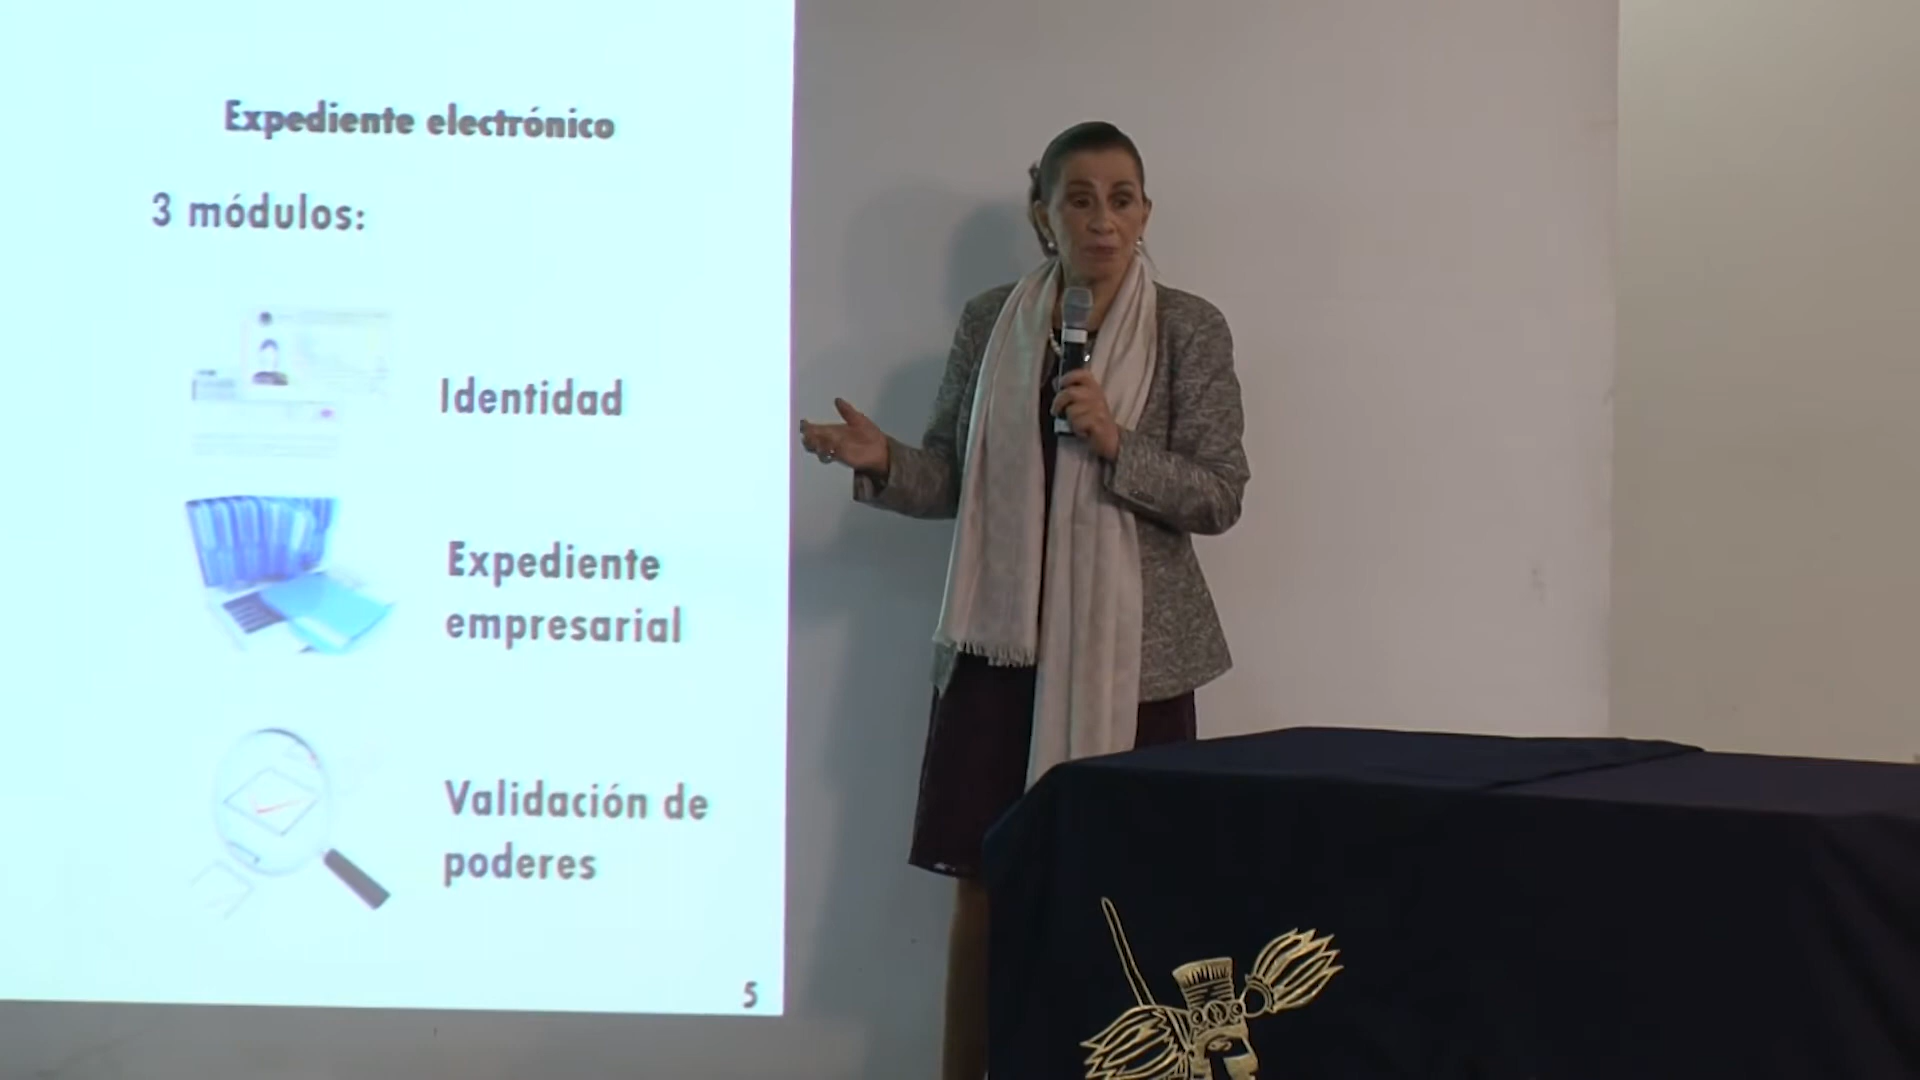 Expediente electrónico
3 módulos:
Identidad
Expediente
empresarial
Validación de
poderes
5